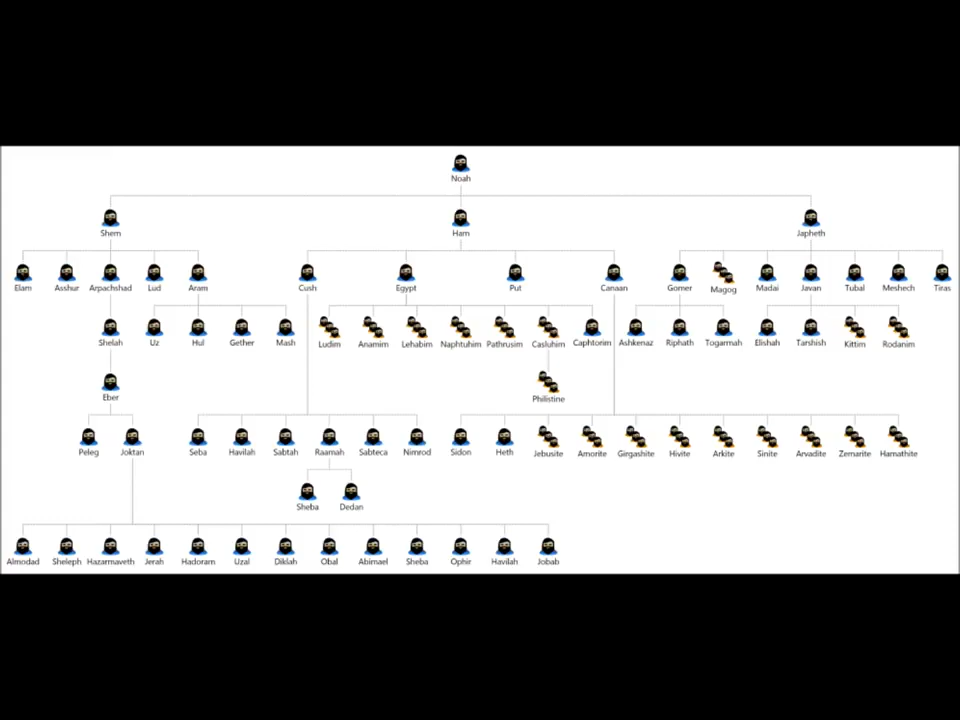 Noah
Shem Ham Japheth
Elam Asshur Arpachshad Lud Aram Cush Egypt Put Canaan Gomer Magog Madai Javan Tubal Meshech Tiras
Shelah Uz Hul Gether Mash Ludim Anamim Lehabim Naphtuhim Pathrusim Casluhim Caphtorim Ashkenaz Riphath Togarmah Elishah Tarshish Kittim Rodanim
Eber Philistine
Peleg Joktan Seba Havilah Sabtah Raamah Sabteca Nimrod Sidon Heth Jebusite Amorite Girgashite Hivite Arkite Sinite Arvadite Zemarite Hamathite
Sheba Dedan
Almodad Sheleph Hazarmaveth Jerah Hadoram Uzal Diklah Obal Abimael Sheba Ophir Havilah Jobab